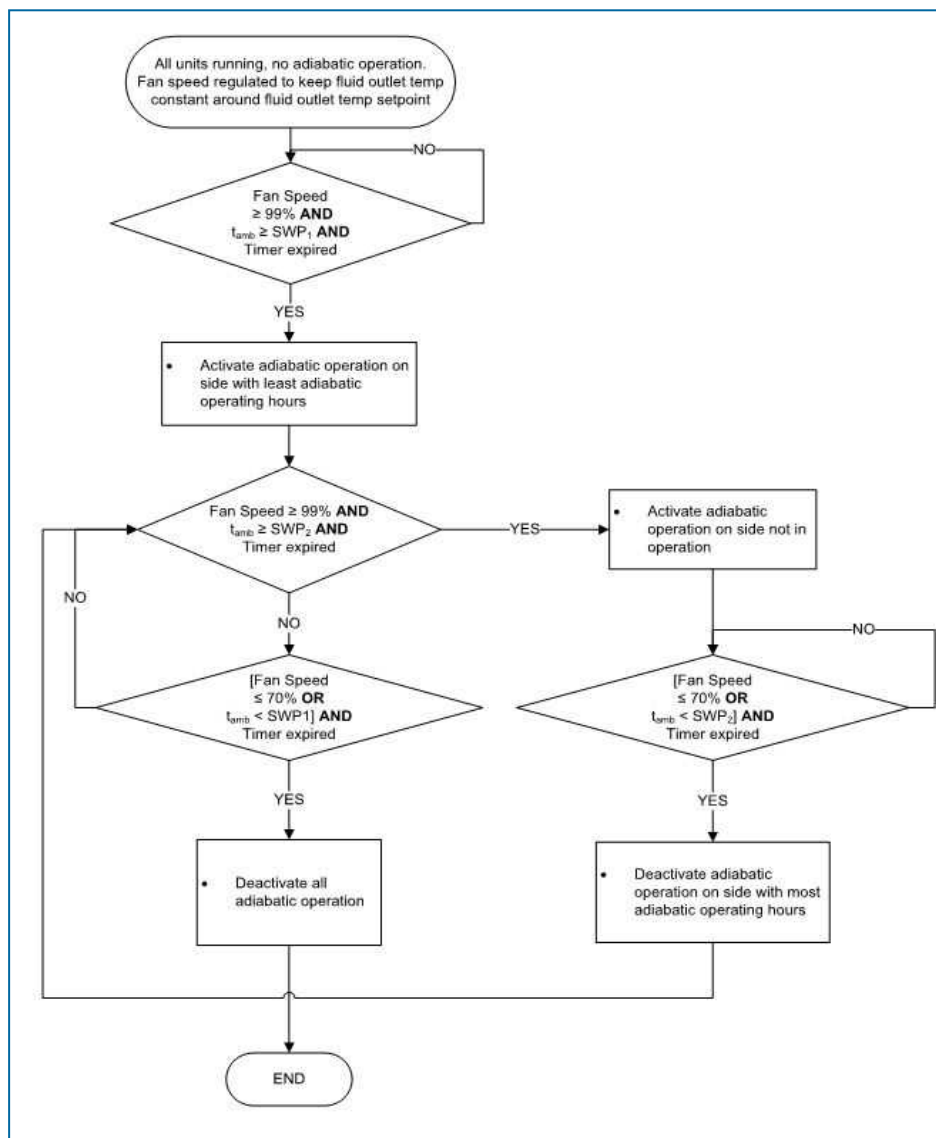 All units running, no adiabatic operation.
Fan speed regulated to keep fluid outlet temp
constant around fluid outlet temp setpoint
NO
Fan Speed
≥ 99% AND
tamb ≥ SWP1 AND
Timer expired
YES
• Activate adiabatic operation on
side with least adiabatic
operating hours
Fan Speed ≥ 99% AND
tamb ≥ SWP2 AND
Timer expired
YES
• Activate adiabatic
operation on side not in
operation
NO
NO
NO
[Fan Speed
≤ 70% OR
tamb < SWP1] AND
Timer expired
[Fan Speed
≤ 70% OR
tamb < SWP2] AND
Timer expired
YES
YES
• Deactivate all
adiabatic operation
• Deactivate adiabatic
operation on side with most
adiabatic operating hours
END